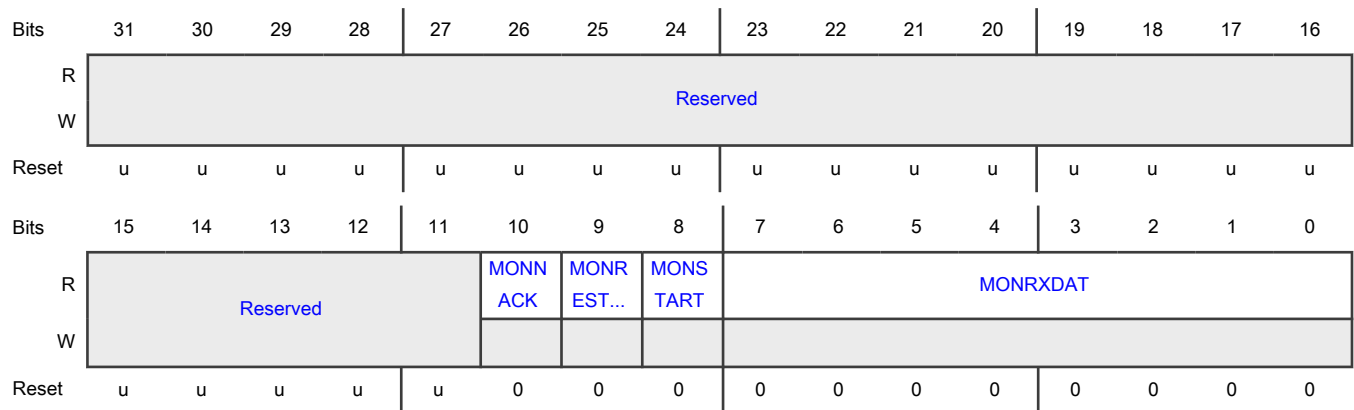 Bits 31 30 29 28 27 26 25 24 23 22 21 20 19 18 17 16
R
Reserved
W
Reset u u u u u u u u u u u u u u u u
Bits 15 14 13 12 11 10 9 8 7 6 5 4 3 2 1 0
R Reserved MONN ACK MONR EST... MONS TART MONRXDAT
W
Reset u u u u u 0 0 0 0 0 0 0 0 0 0 0